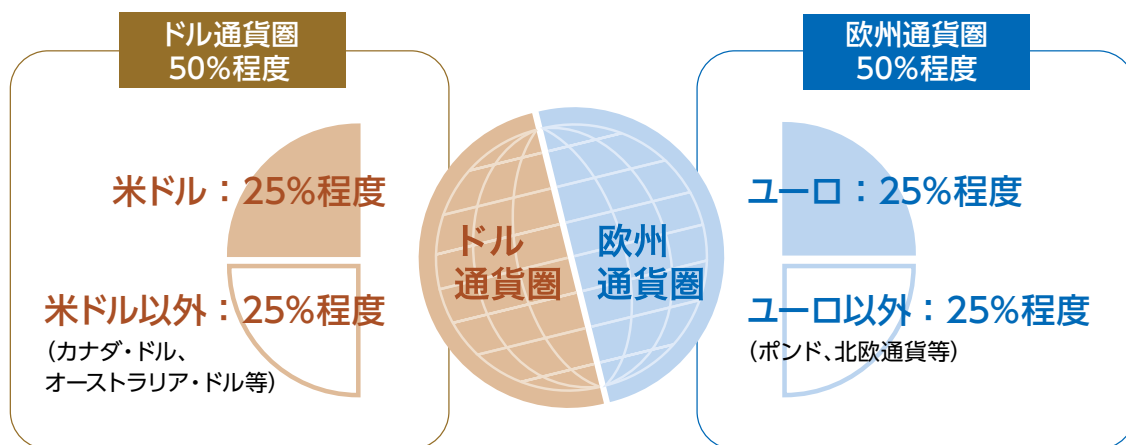 ドル通貨圏
50%程度
米ドル：25%程度
米ドル以外：25%程度
（カナダ・ドル、
オーストラリア・ドル等）
ドル
通貨圏
欧州
通貨圏
欧州通貨圏
50%程度
ユーロ：25%程度
ユーロ以外：25%程度
（ポンド、北欧通貨等）